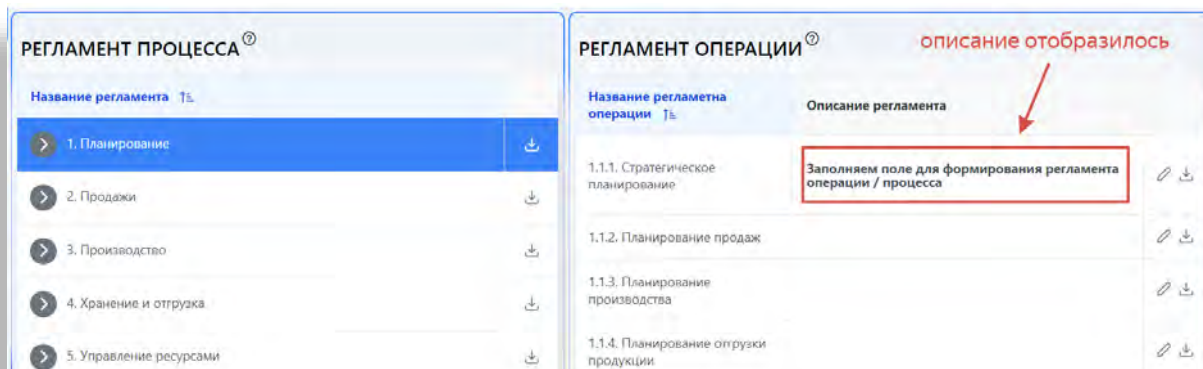 РЕГЛАМЕНТ ПРОЦЕССА?
Название регламента
1. Планирование
2. Продажи
3. Производство
4. Хранение и отгрузка
5. Управление ресурсами
РЕГЛАМЕНТ ОПЕРАЦИИ?
описание отобразилось
Название регламетна
операции
Описание регламента
1.1.1. Стратегическое
планирование
Заполняем поле для формирования регламента
операции / процесса
1.1.2. Планирование продаж
1.1.3. Планирование
производства
1.1.4. Планирование отгрузки
продукции